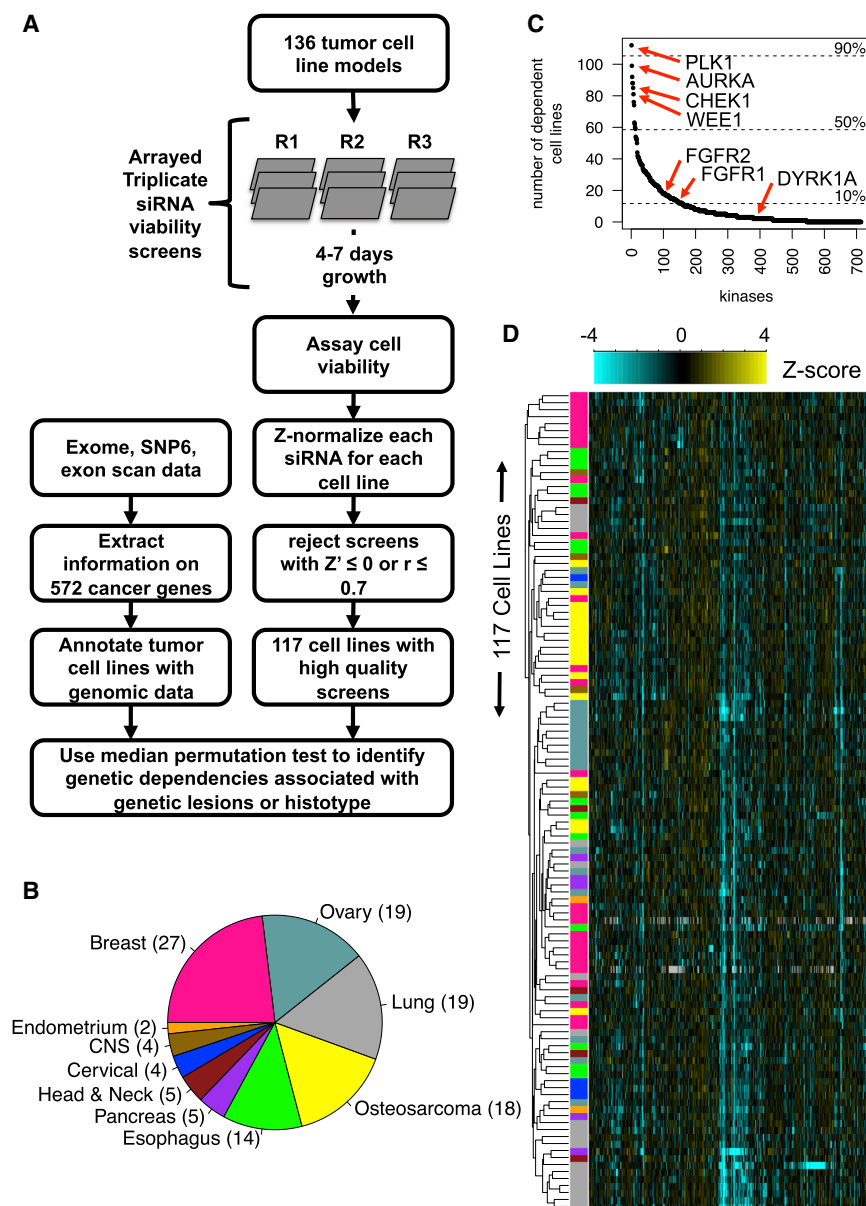 A
136 tumor cell
line models
R1 R2 R3
Arrayed
Triplicate
siRNA
viability
screens
4-7 days
growth
Assay cell
viability
Exome, SNP6,
exon scan data
Z-normalize each
siRNA for each
cell line
Extract
information on
572 cancer genes
reject screens
with Z' ≤ 0 or r ≤
0.7
Annotate tumor
cell lines with
genomic data
117 cell lines with
high quality
screens
Use median permutation test to identify
genetic dependencies associated with
genetic lesions or histotype
B
Ovary (19)
Breast (27)
Lung (19)
Endometrium (2)
CNS (4)
Cervical (4)
Head & Neck (5)
Pancreas (5)
Esophagus (14)
Osteosarcoma (18)
C
number of dependent
cell lines
100
80
60
40
20
0
90%
50%
10%
PLK1
AURKA
CHEK1
WEE1
FGFR2
FGFR1
DYRK1A
0 100 200 300 400 500 600 700
kinases
D
-4 0 4
Z-score
117 Cell Lines